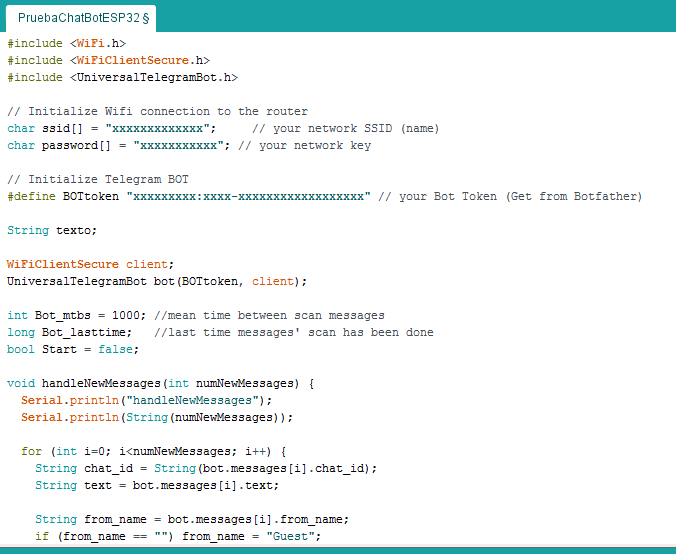 PruebaChatBotESP32 §
#include <WiFi.h>
#include <WiFiClientSecure.h>
#include <UniversalTelegramBot.h>
// Initialize Wifi connection to the router
char ssid[] = "xxxxxxxxxxxxx";     // your network SSID (name)
char password[] = "xxxxxxxxxxx"; // your network key
// Initialize Telegram BOT
#define BOTtoken "xxxxxxxxx:xxxx-xxxxxxxxxxxxxxxxxx" // your Bot Token (Get from Botfather)
String texto;
WiFiClientSecure client;
UniversalTelegramBot bot(BOTtoken, client);
int Bot_mtbs = 1000; //mean time between scan messages
long Bot_lasttime;   //last time messages' scan has been done
bool Start = false;
void handleNewMessages(int numNewMessages) {
  Serial.println("handleNewMessages");
  Serial.println(String(numNewMessages));
  for (int i=0; i<numNewMessages; i++) {
    String chat_id = String(bot.messages[i].chat_id);
    String text = bot.messages[i].text;
    String from_name = bot.messages[i].from_name;
    if (from_name == "") from_name = "Guest";